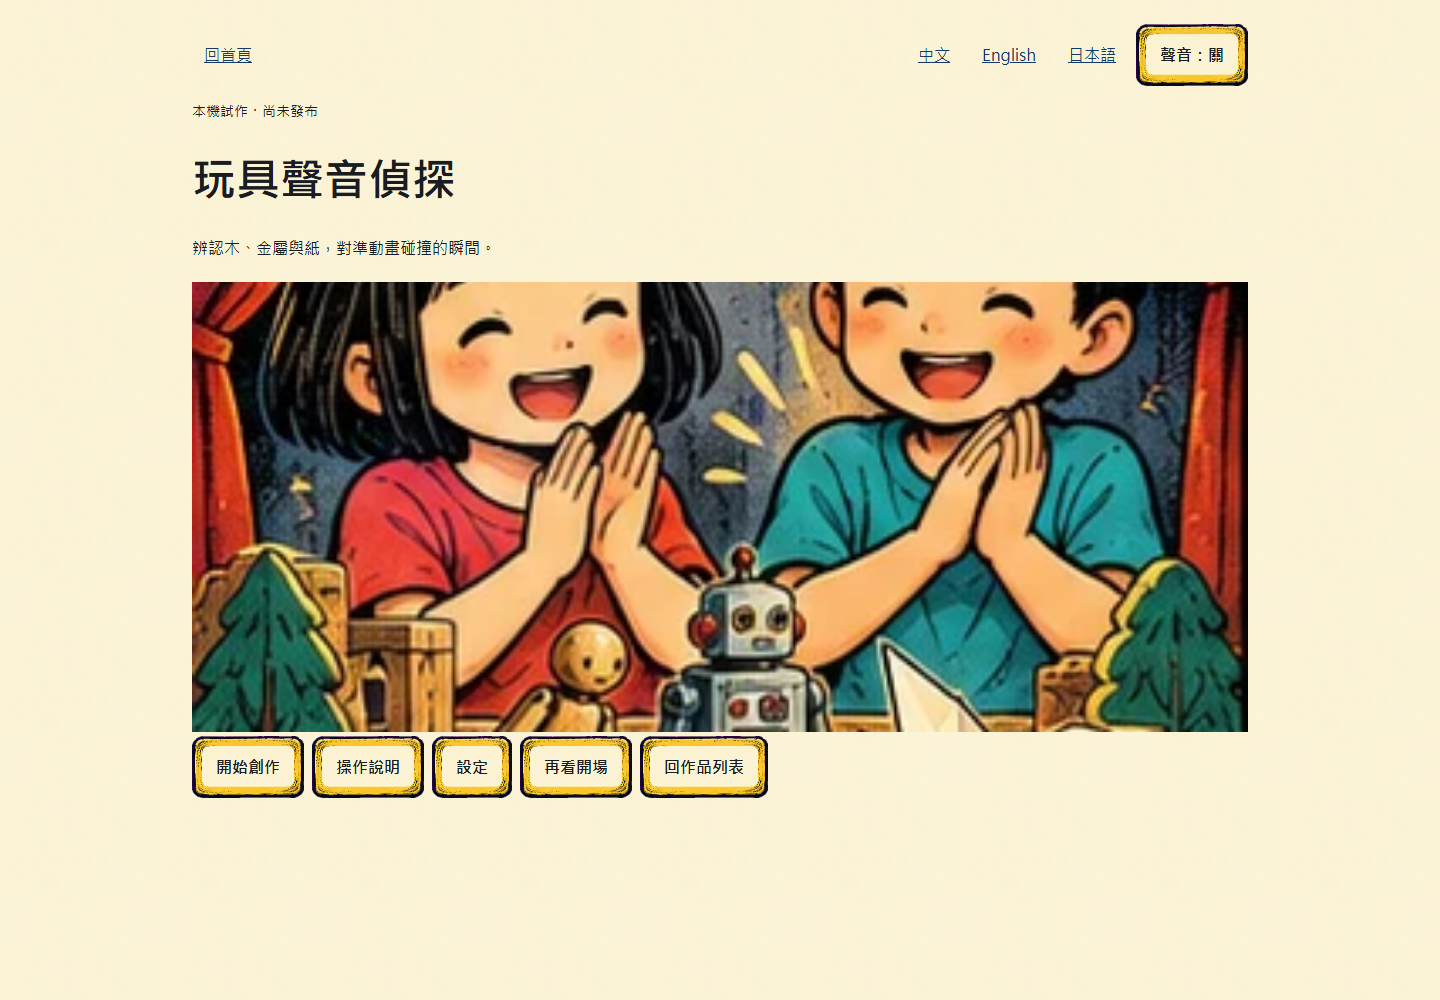 回首頁
中文 English 日本語 聲音：關
本機試作・尚未發布
玩具聲音偵探
辨認木、金屬與紙，對準動畫碰撞的瞬間。
開始創作 操作說明 設定 再看開場 回作品列表